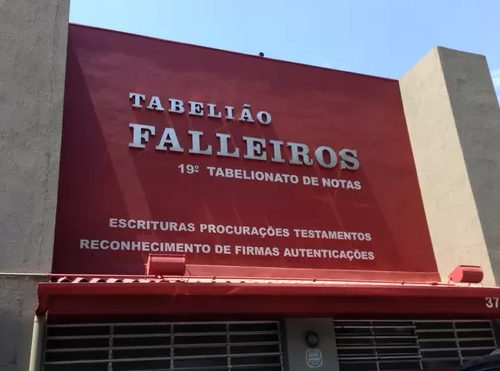 TABELIÃO
FALLEIROS
19º TABELIONATO DE NOTAS
ESCRITURAS PROCURAÇÕES TESTAMENTOS
RECONHECIMENTO DE FIRMAS AUTENTICAÇÕES
37